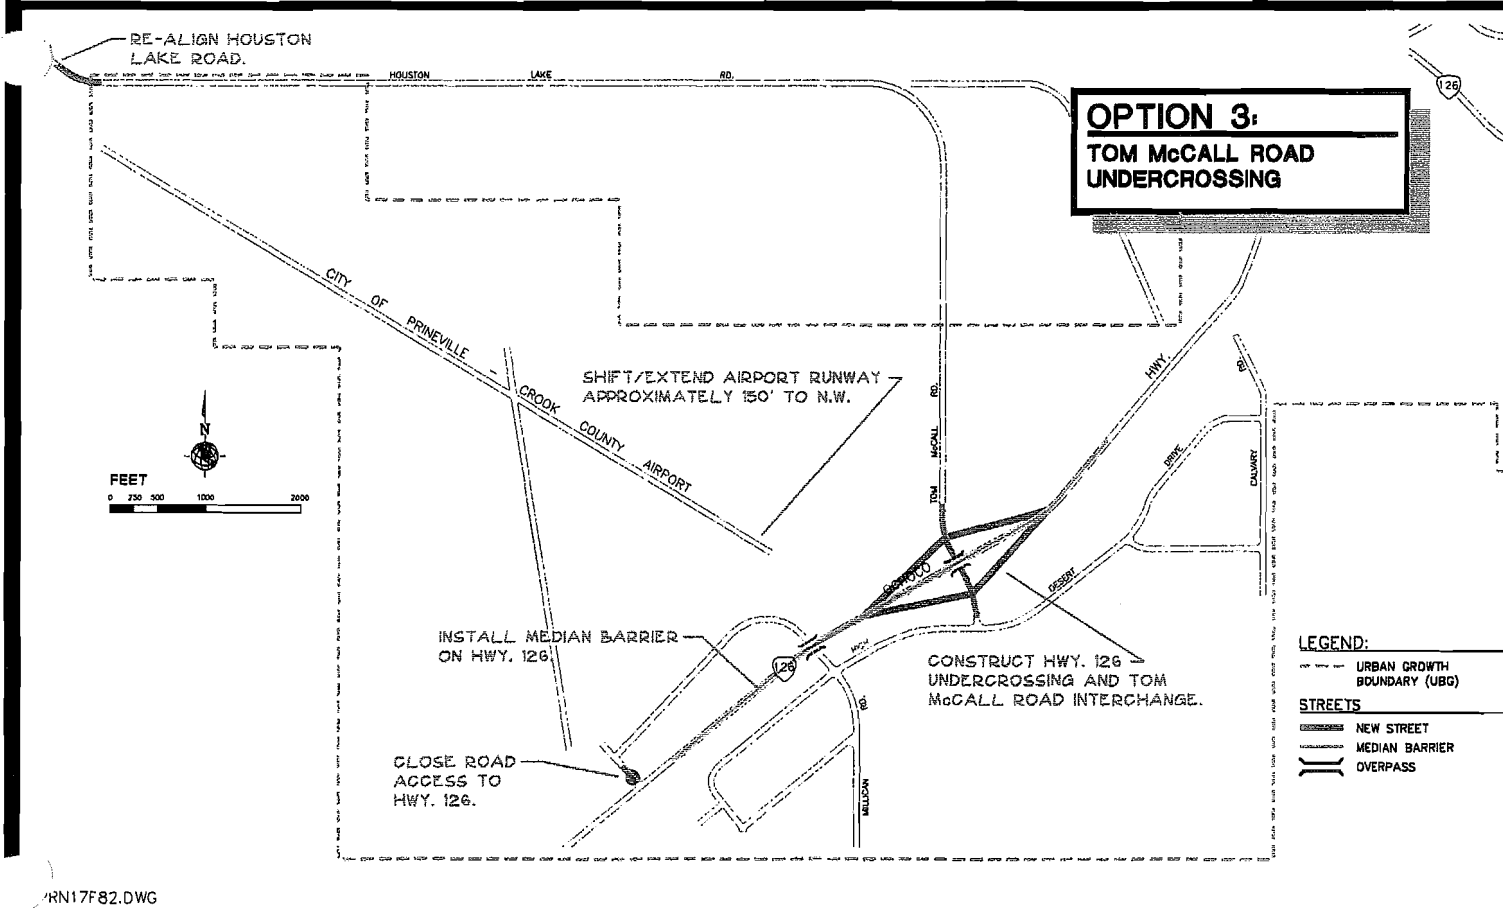 RE-ALIGN HOUSTON
LAKE ROAD.
HOUSTON LAKE RD.
126
OPTION 3:
TOM McCALL ROAD
UNDERCROSSING
CITY OF PRINEVILLE - CROOK COUNTY AIRPORT
SHIFT/EXTEND AIRPORT RUNWAY
APPROXIMATELY 150' TO N.W.
TOM McCALL RD.
HWY.
RD.
DRIVE
CALVARY
N
FEET
0 250 500 1000 2000
OCHOCO
DESERT
INSTALL MEDIAN BARRIER
ON HWY. 126.
126
HIGH
CONSTRUCT HWY. 126
UNDERCROSSING AND TOM
McCALL ROAD INTERCHANGE.
RD.
MILLICAN
CLOSE ROAD
ACCESS TO
HWY. 126.
LEGEND:
URBAN GROWTH
BOUNDARY (UBG)
STREETS
NEW STREET
MEDIAN BARRIER
OVERPASS
PRN17F82.DWG